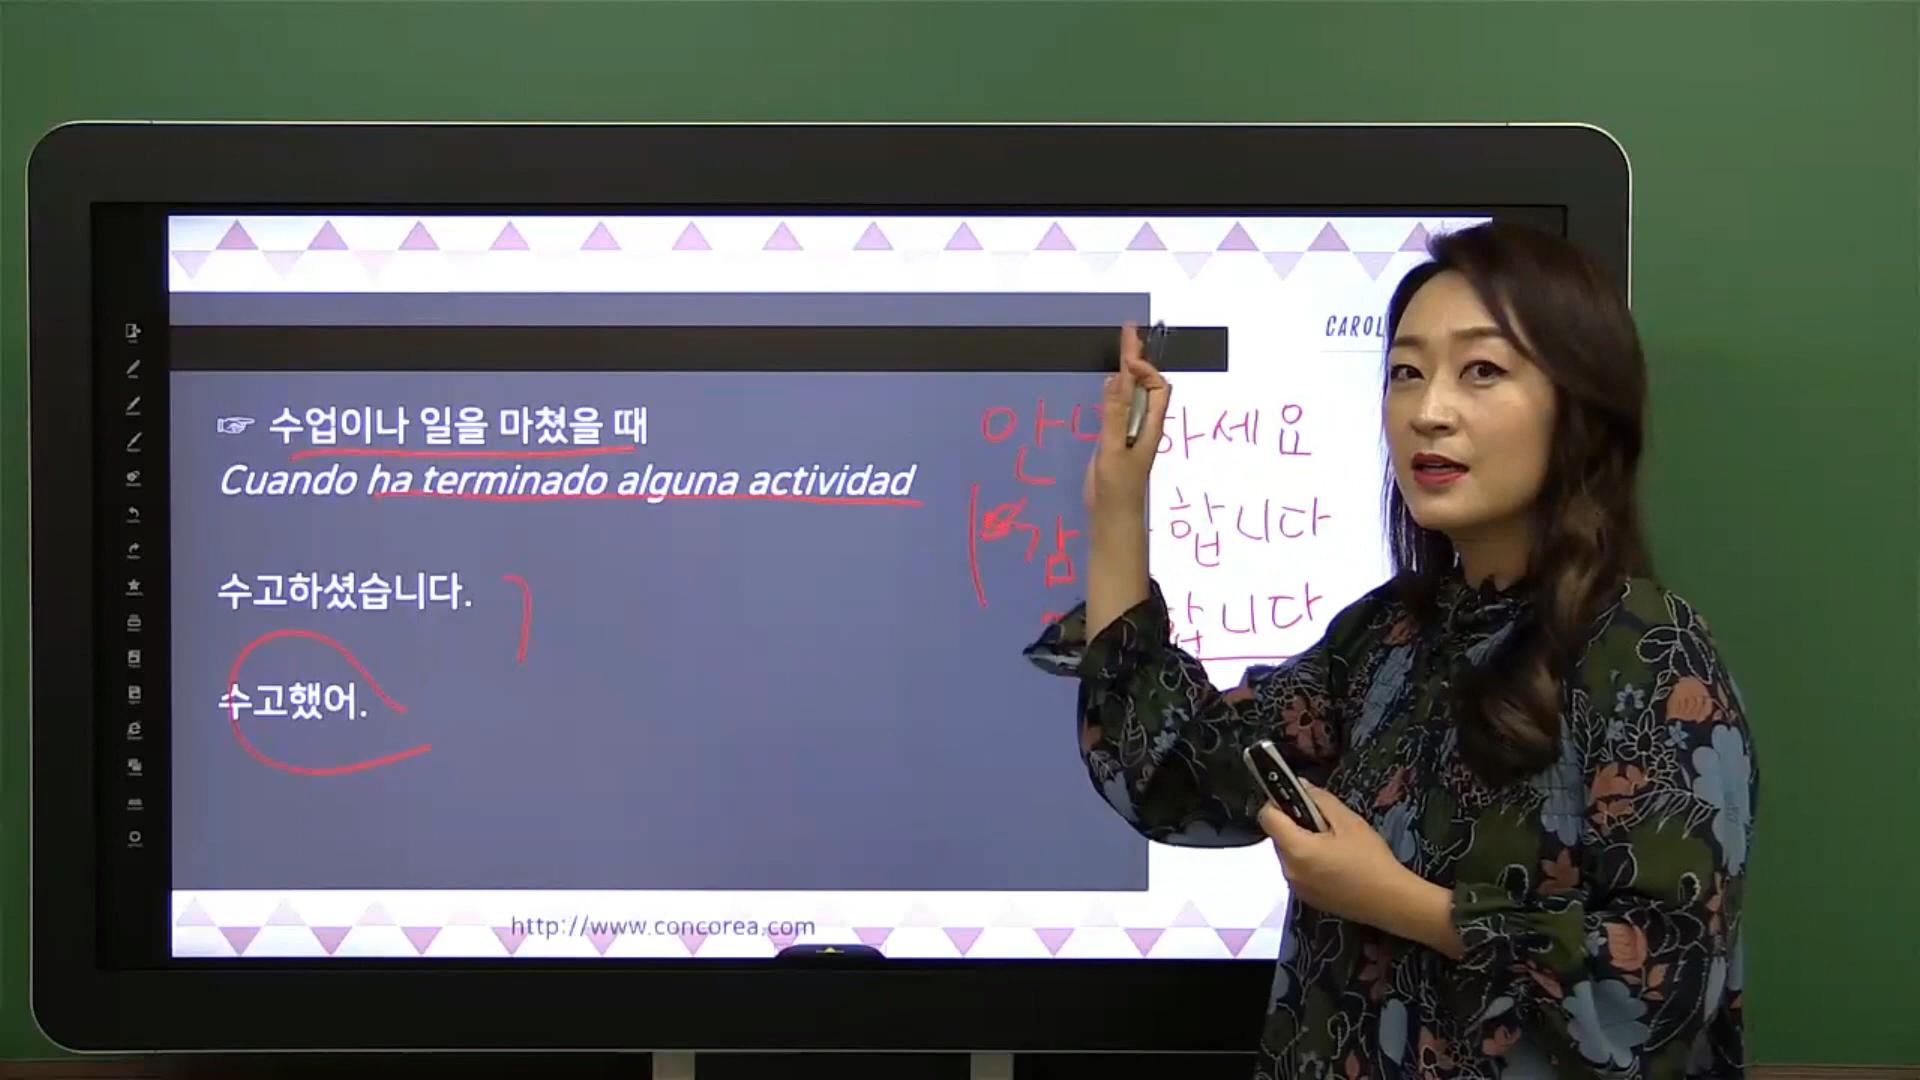 CAROL
☞ 수업이나 일을 마쳤을 때
Cuando ha terminado alguna actividad
수고하셨습니다.
수고했어.
하세요
감 합니다
합니다
http://www.concorea.com